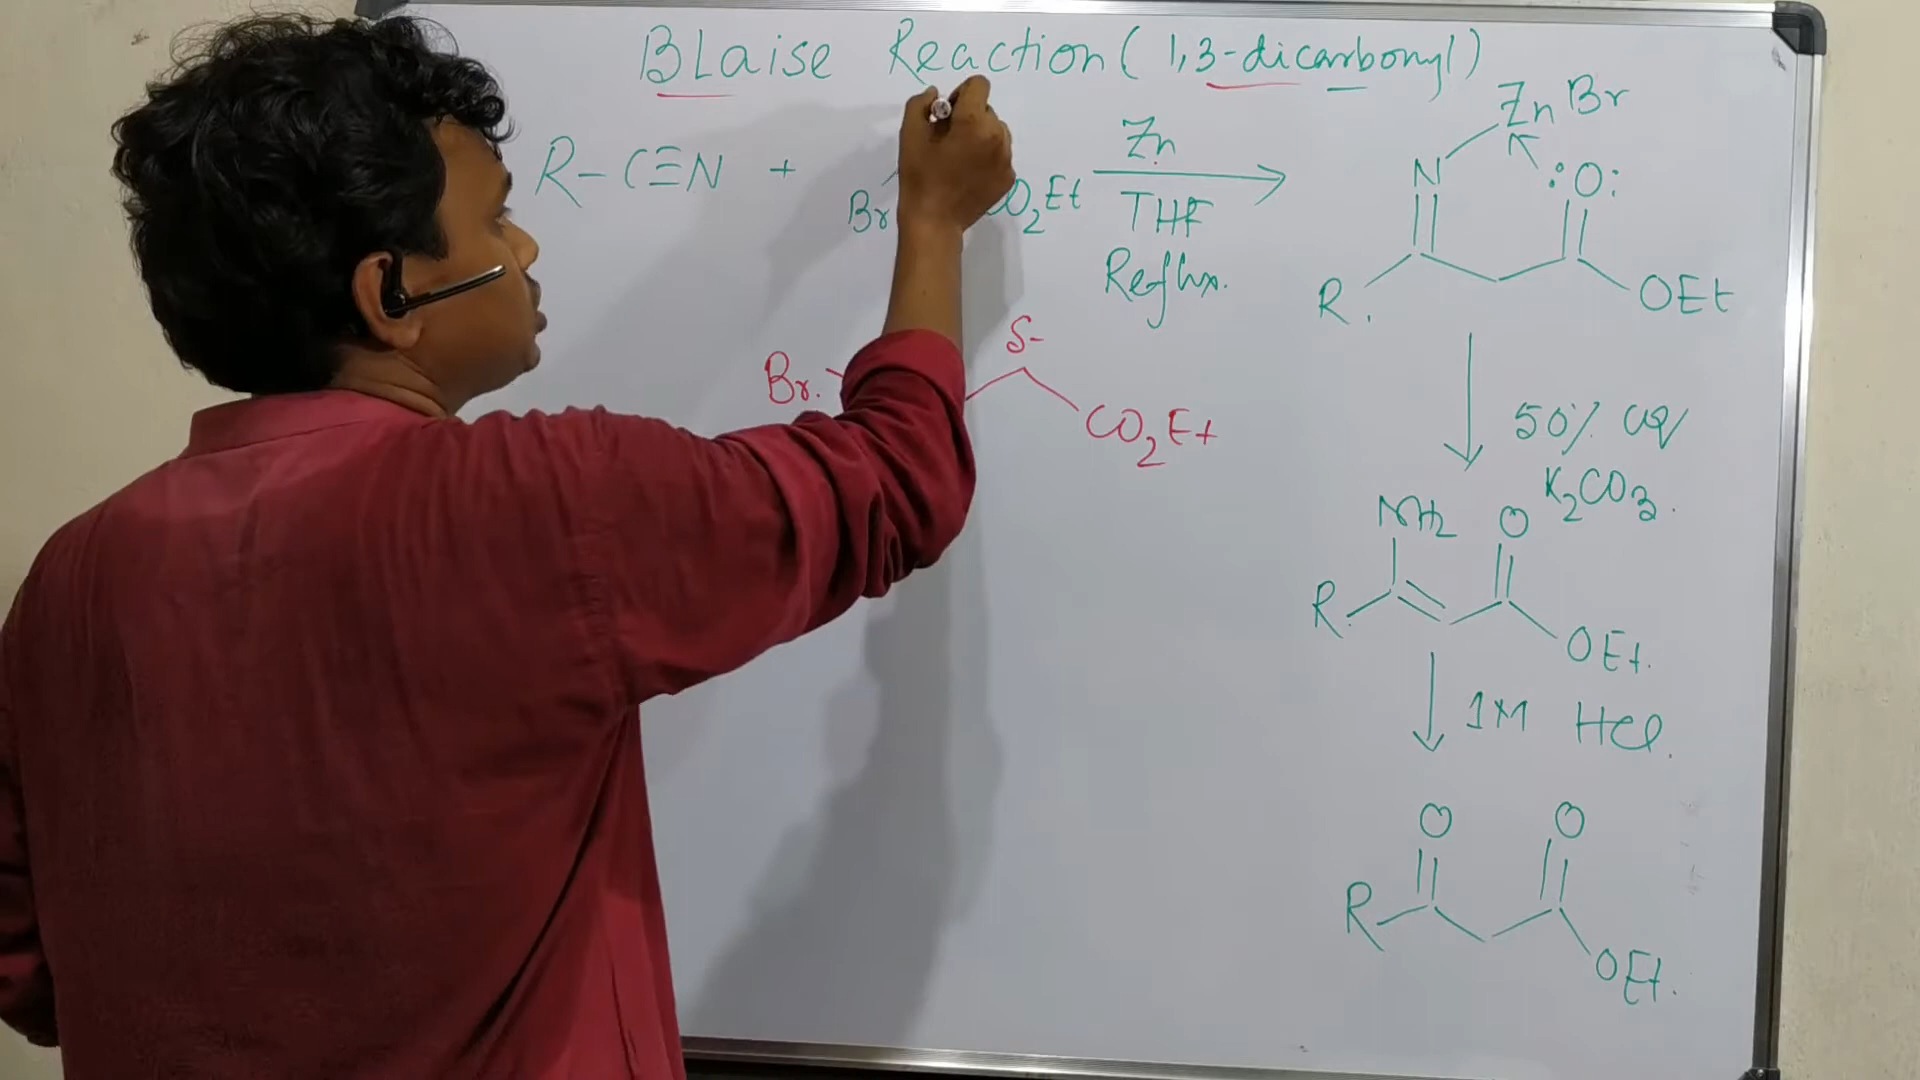 BLaise Reaction (1,3-dicarbonyl)
R-C≡N + Br CO2Et
Zn
THF
Reflux.
ZnBr
N :O:
R. OEt
Br. δ- CO2Et
50% aq
K2CO3.
NH2 O
R OEt.
1M HCl.
O O
R OEt.